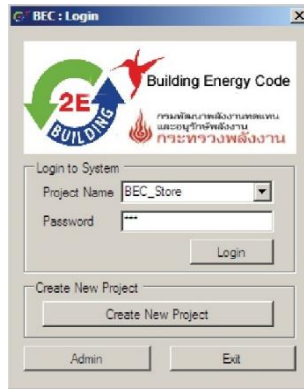 BEC : Login
2E
BUILDING
Building Energy Code
กรมพัฒนาพลังงานทดแทน
และอนุรักษ์พลังงาน
กระทรวงพลังงาน
Login to System
Project Name BEC_Store
Password ***
Login
Create New Project
Create New Project
Admin Exit